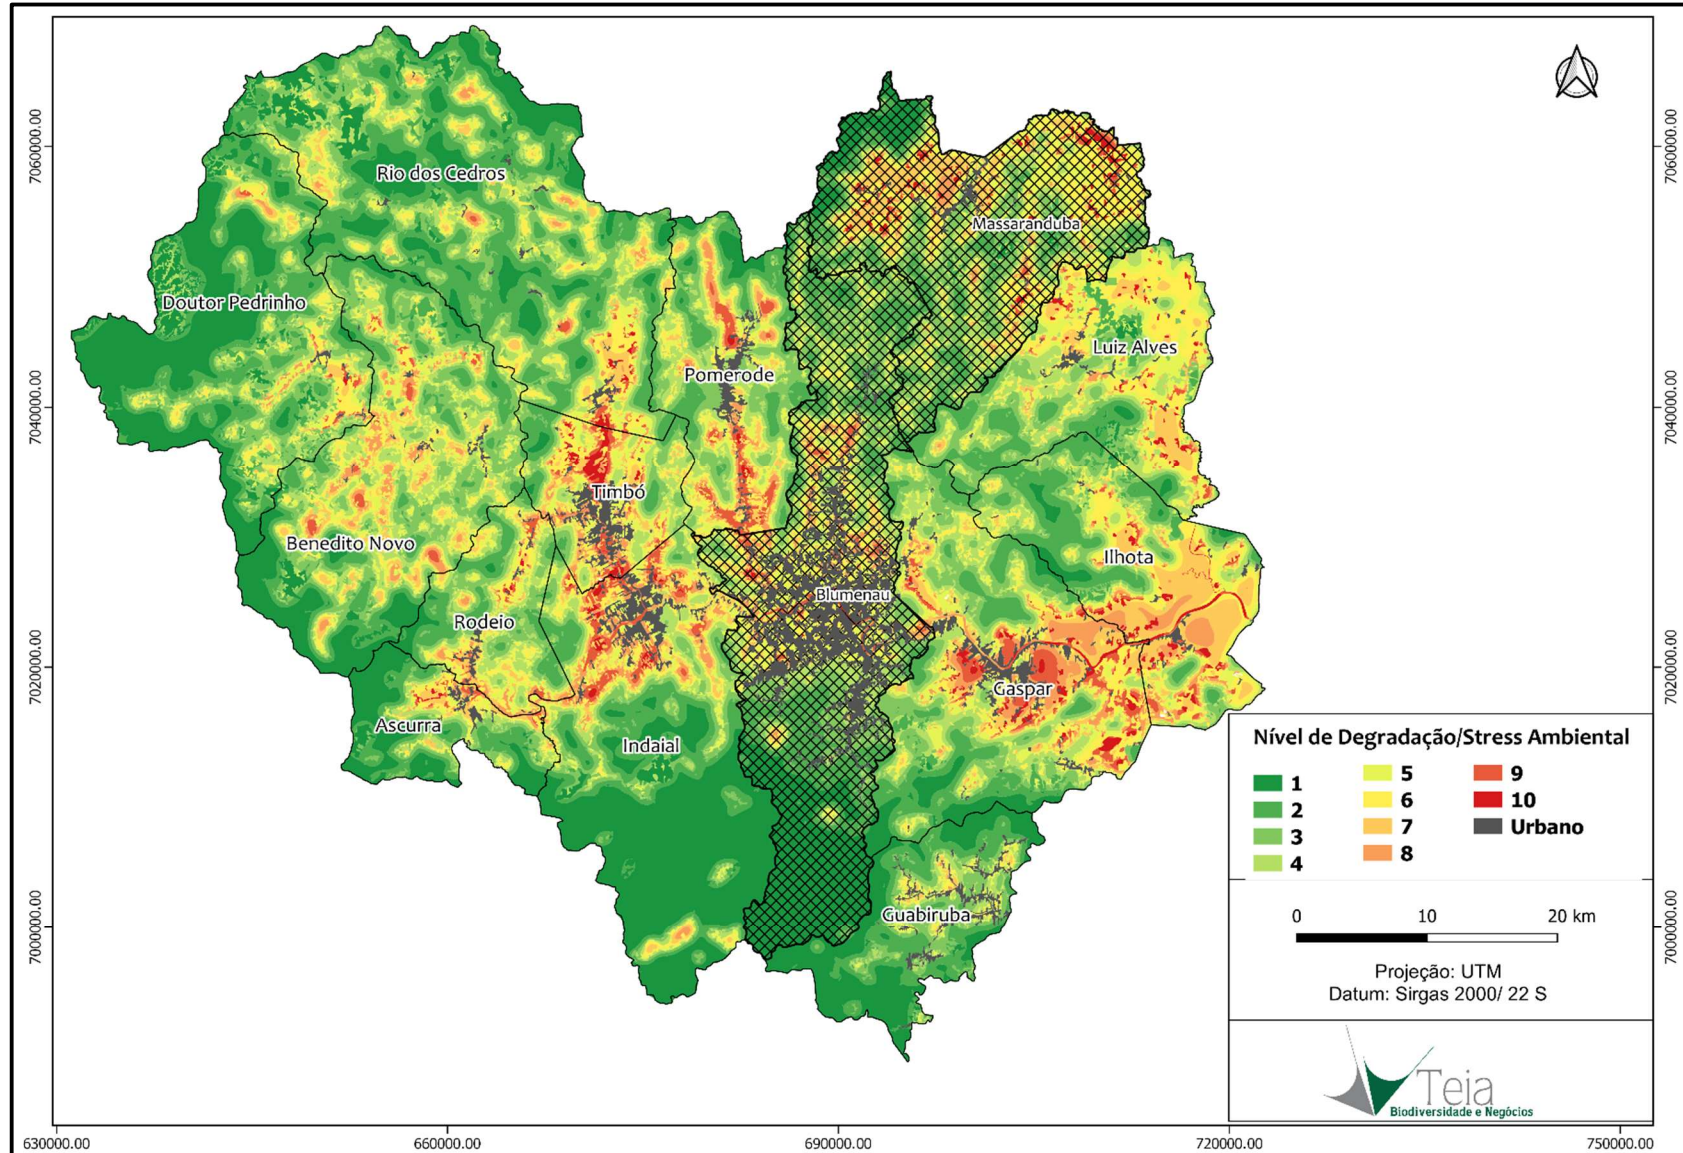 7060000.00
7040000.00
7020000.00
7000000.00
7060000.00
7040000.00
7020000.00
7000000.00
Rio dos Cedros
Massaranduba
Doutor Pedrinho
Luiz Alves
Pomerode
Timbó
Benedito Novo
Ilhota
Blumenau
Rodeio
Gaspar
Ascurra
Indaial
Guabiruba
Nível de Degradação/Stress Ambiental
1
2
3
4
5
6
7
8
9
10
Urbano
0 10 20 km
Projeção: UTM
Datum: Sirgas 2000/ 22 S
Teia
Biodiversidade e Negócios
630000.00 660000.00 690000.00 720000.00 750000.00